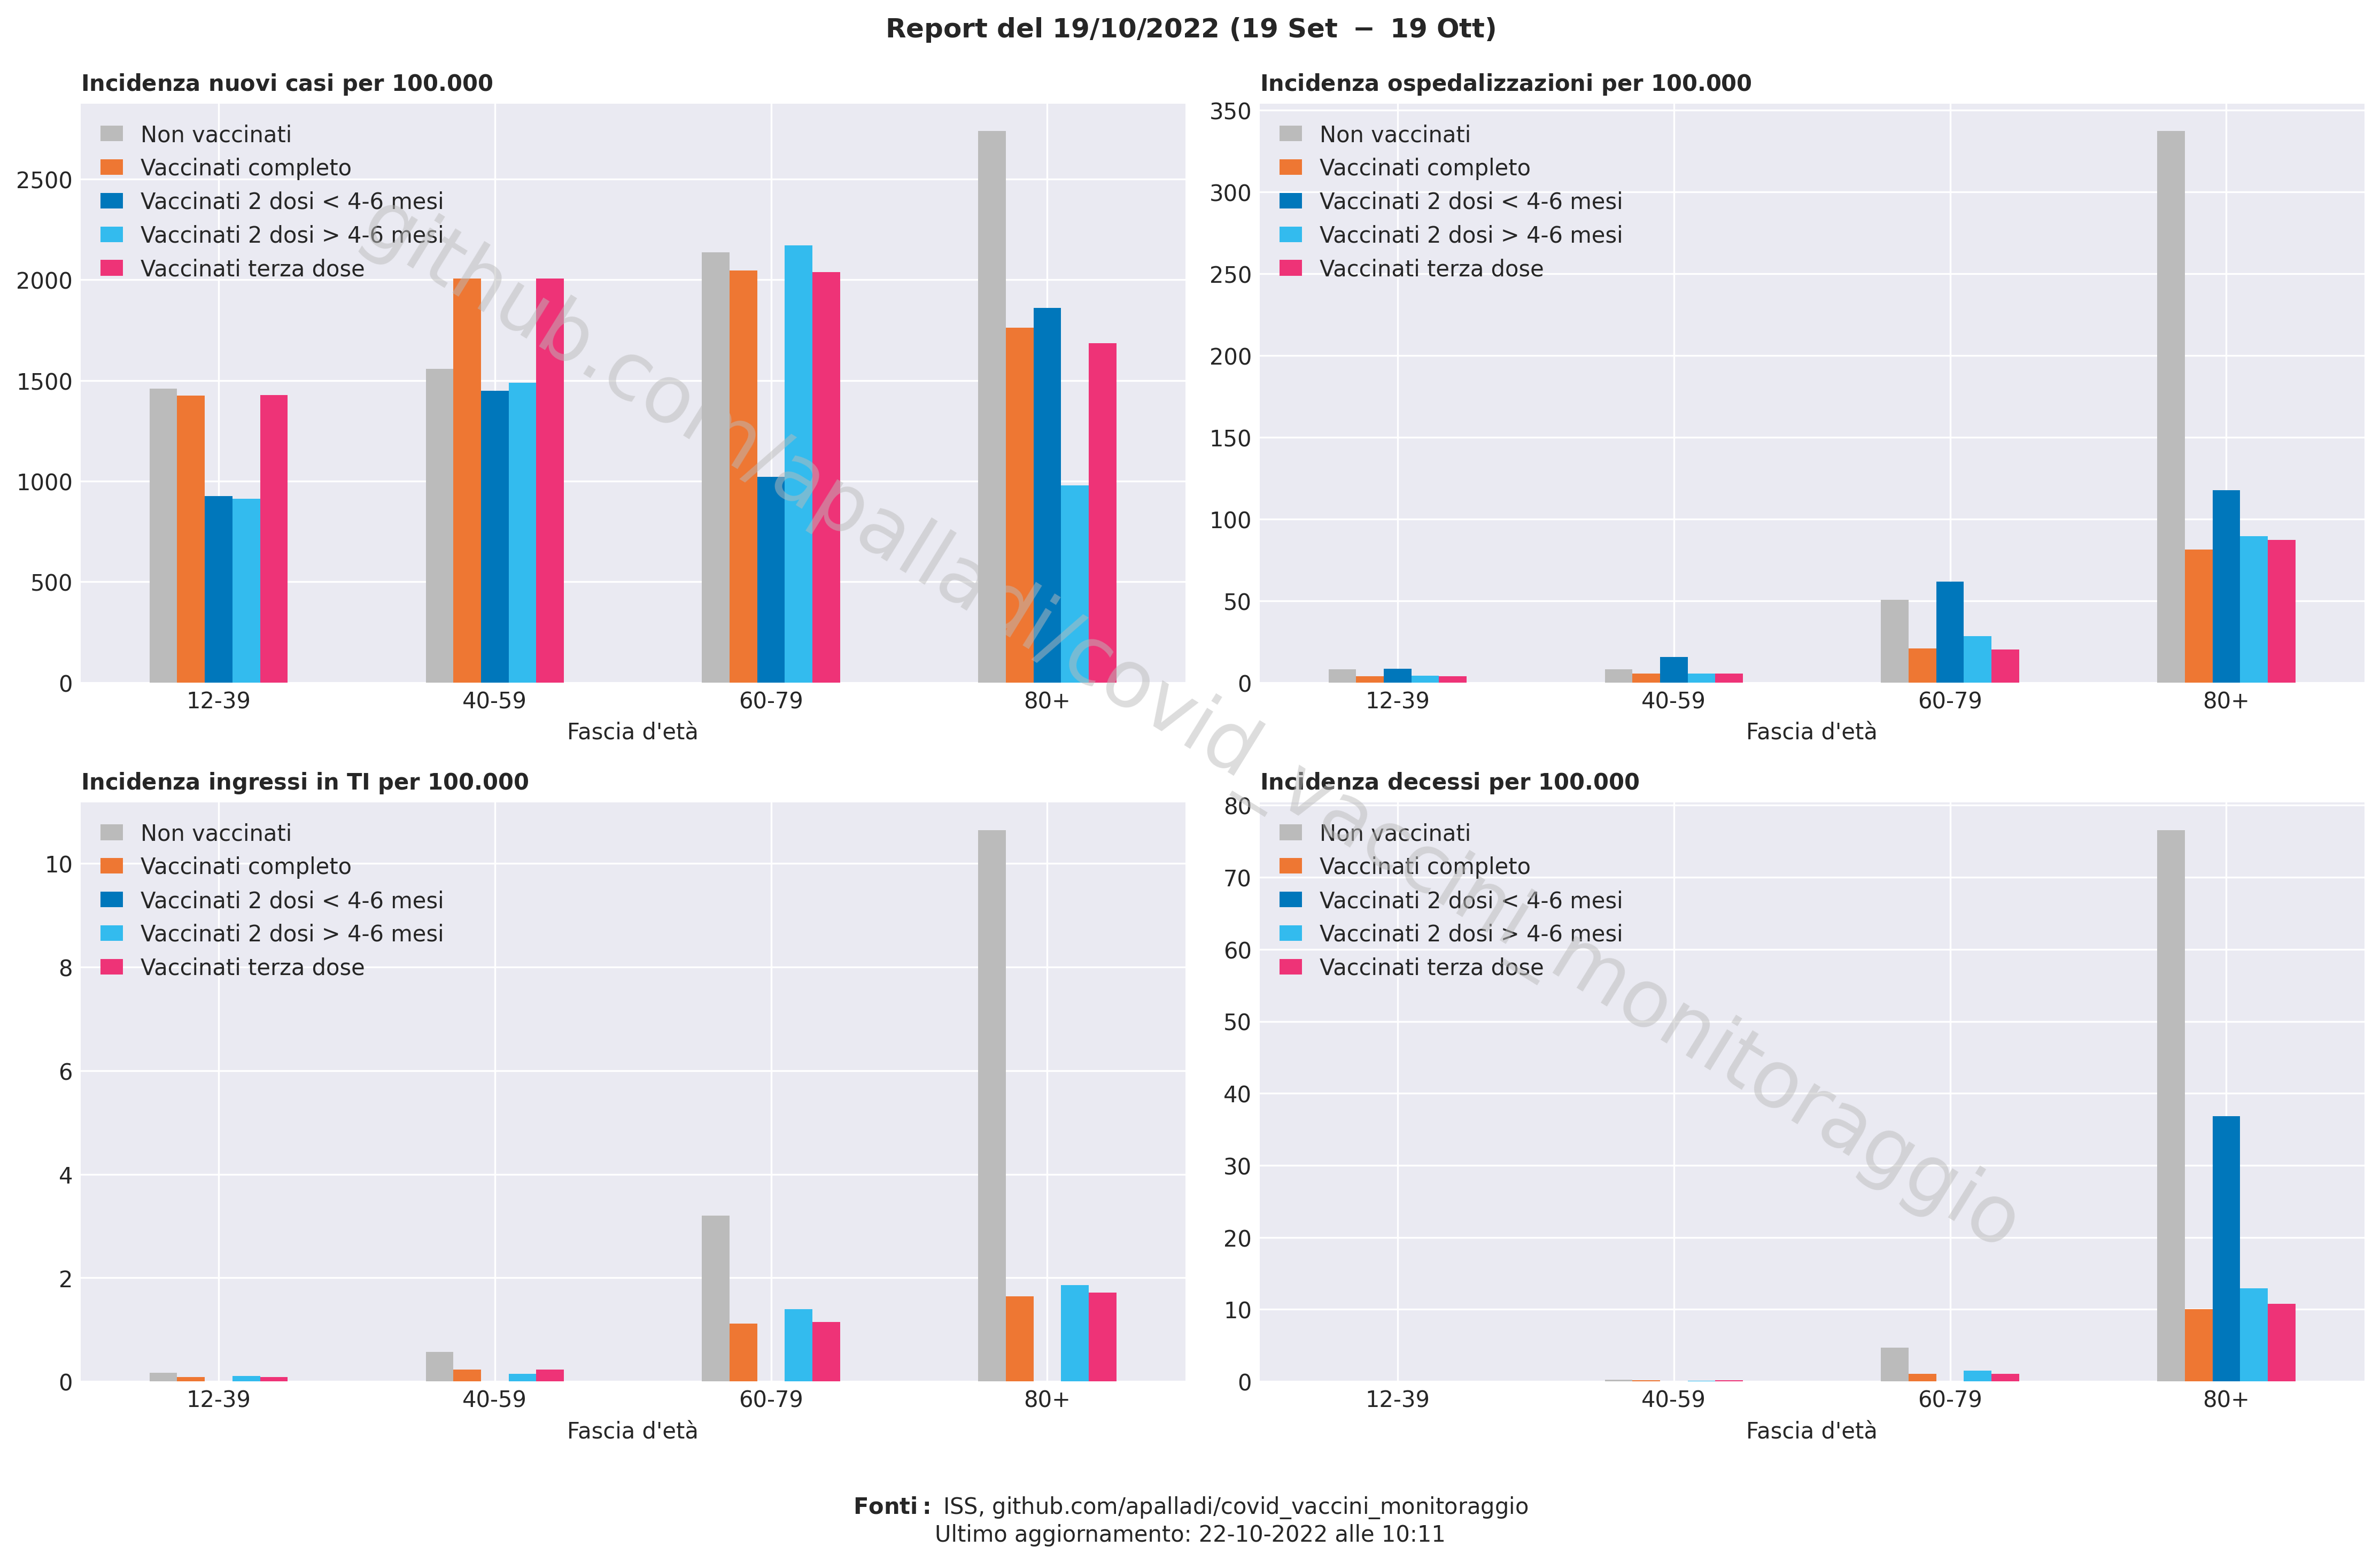 Report del 19/10/2022 (19 Set − 19 Ott)
Incidenza nuovi casi per 100.000
Non vaccinati
Vaccinati completo
Vaccinati 2 dosi < 4-6 mesi
Vaccinati 2 dosi > 4-6 mesi
Vaccinati terza dose
2500
2000
1500
1000
500
0
12-39 40-59 60-79 80+
Fascia d'età
Incidenza ospedalizzazioni per 100.000
Non vaccinati
Vaccinati completo
Vaccinati 2 dosi < 4-6 mesi
Vaccinati 2 dosi > 4-6 mesi
Vaccinati terza dose
350
300
250
200
150
100
50
0
12-39 40-59 60-79 80+
Fascia d'età
Incidenza ingressi in TI per 100.000
Non vaccinati
Vaccinati completo
Vaccinati 2 dosi < 4-6 mesi
Vaccinati 2 dosi > 4-6 mesi
Vaccinati terza dose
10
8
6
4
2
0
12-39 40-59 60-79 80+
Fascia d'età
Incidenza decessi per 100.000
Non vaccinati
Vaccinati completo
Vaccinati 2 dosi < 4-6 mesi
Vaccinati 2 dosi > 4-6 mesi
Vaccinati terza dose
80
70
60
50
40
30
20
10
0
12-39 40-59 60-79 80+
Fascia d'età
github.com/apalladi/covid_vaccini_monitoraggio
Fonti: ISS, github.com/apalladi/covid_vaccini_monitoraggio
Ultimo aggiornamento: 22-10-2022 alle 10:11